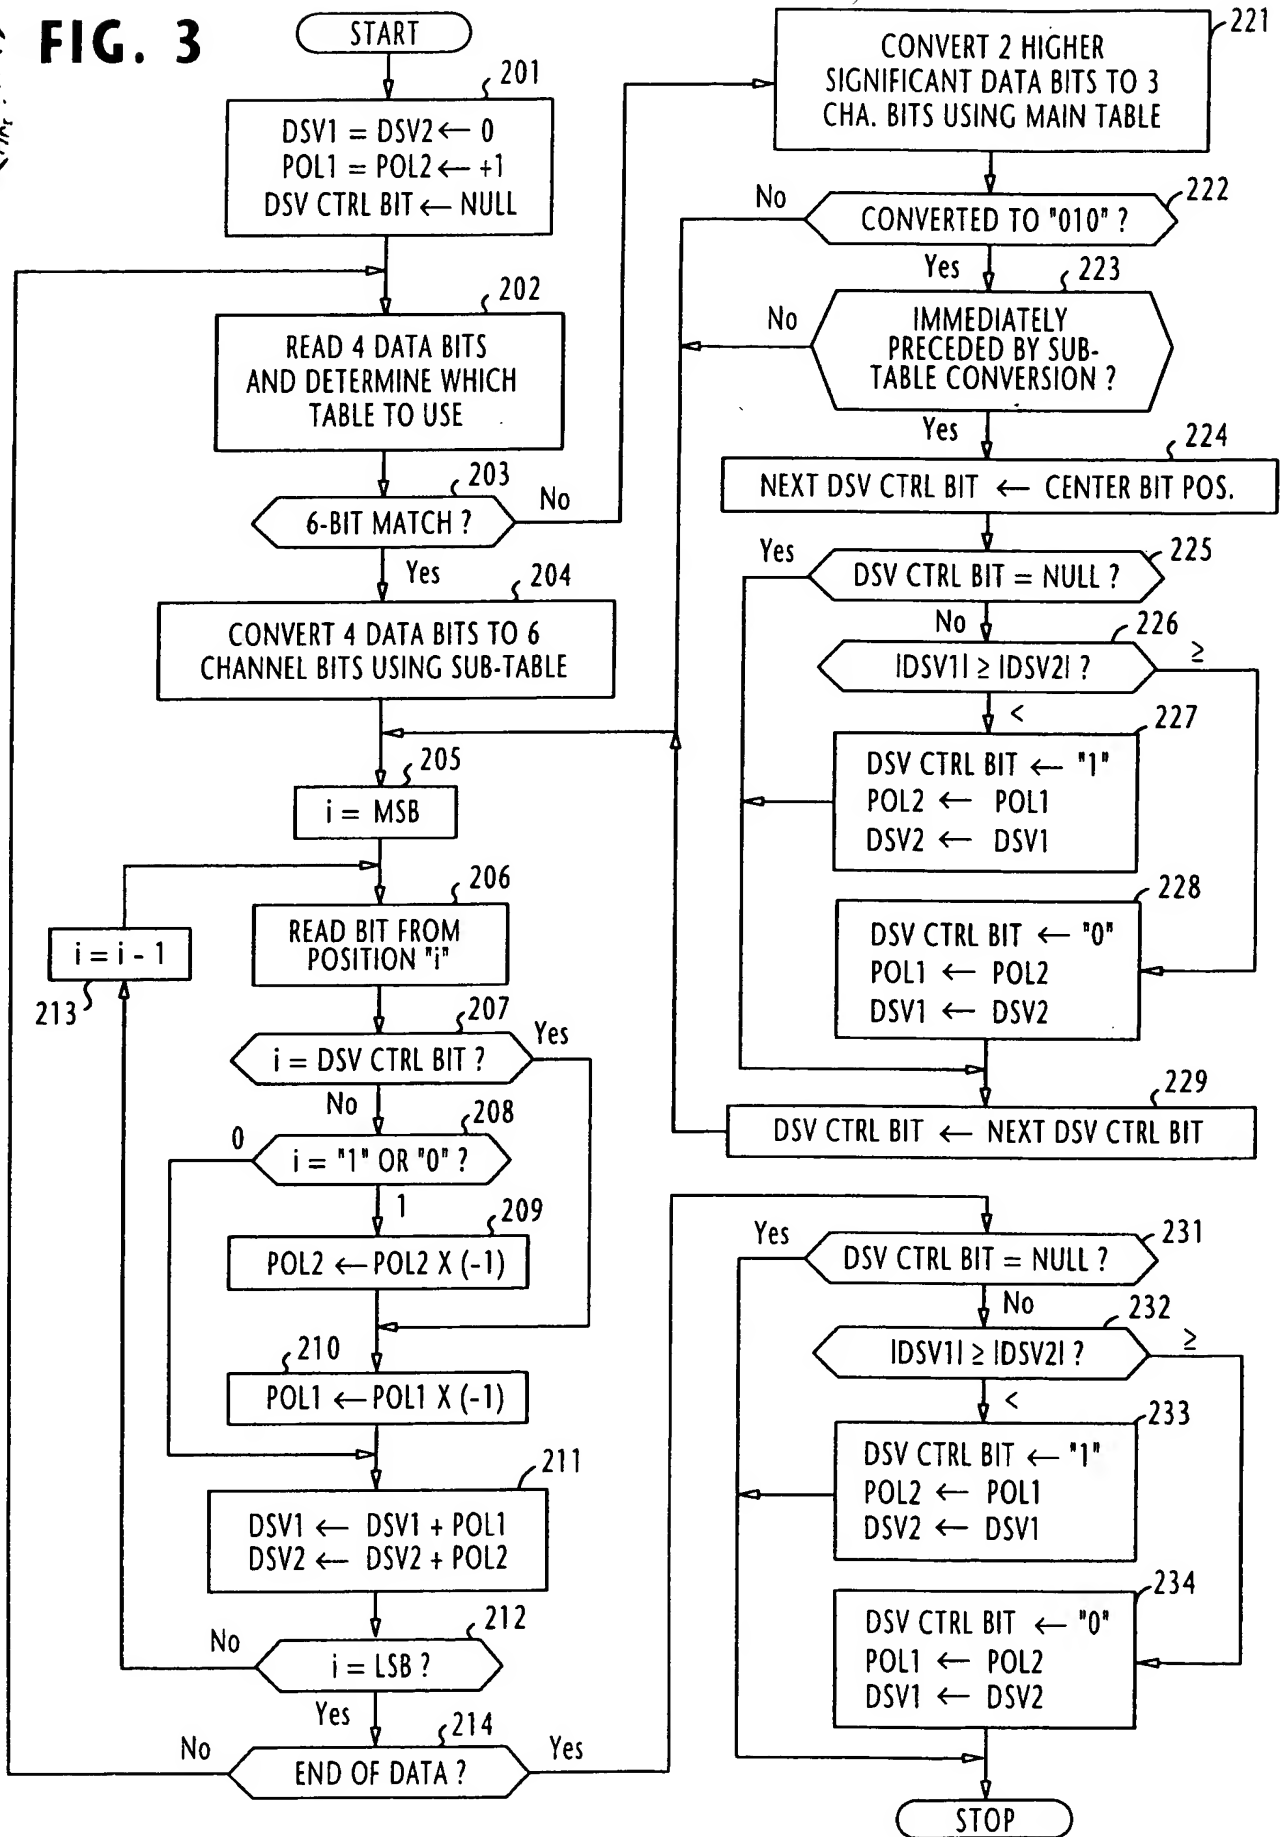 FIG. 3
START
201
DSV1 = DSV2 ← 0
POL1 = POL2 ← +1
DSV CTRL BIT ← NULL
202
READ 4 DATA BITS
AND DETERMINE WHICH
TABLE TO USE
203
6-BIT MATCH ?
No
Yes
204
CONVERT 4 DATA BITS TO 6
CHANNEL BITS USING SUB-TABLE
205
i = MSB
206
READ BIT FROM
POSITION "i"
i = i - 1
213
207
i = DSV CTRL BIT ?
Yes
No
208
0
i = "1" OR "0" ?
1
209
POL2 ← POL2 X (-1)
210
POL1 ← POL1 X (-1)
211
DSV1 ← DSV1 + POL1
DSV2 ← DSV2 + POL2
212
No
i = LSB ?
Yes
214
No
END OF DATA ?
Yes
221
CONVERT 2 HIGHER
SIGNIFICANT DATA BITS TO 3
CHA. BITS USING MAIN TABLE
222
No
CONVERTED TO "010" ?
Yes
223
No
IMMEDIATELY
PRECEDED BY SUB-
TABLE CONVERSION ?
Yes
224
NEXT DSV CTRL BIT ← CENTER BIT POS.
225
Yes
DSV CTRL BIT = NULL ?
No
226
|DSV1| ≥ |DSV2| ?
≥
<
227
DSV CTRL BIT ← "1"
POL2 ← POL1
DSV2 ← DSV1
228
DSV CTRL BIT ← "0"
POL1 ← POL2
DSV1 ← DSV2
229
DSV CTRL BIT ← NEXT DSV CTRL BIT
231
Yes
DSV CTRL BIT = NULL ?
No
232
|DSV1| ≥ |DSV2| ?
≥
<
233
DSV CTRL BIT ← "1"
POL2 ← POL1
DSV2 ← DSV1
234
DSV CTRL BIT ← "0"
POL1 ← POL2
DSV1 ← DSV2
STOP